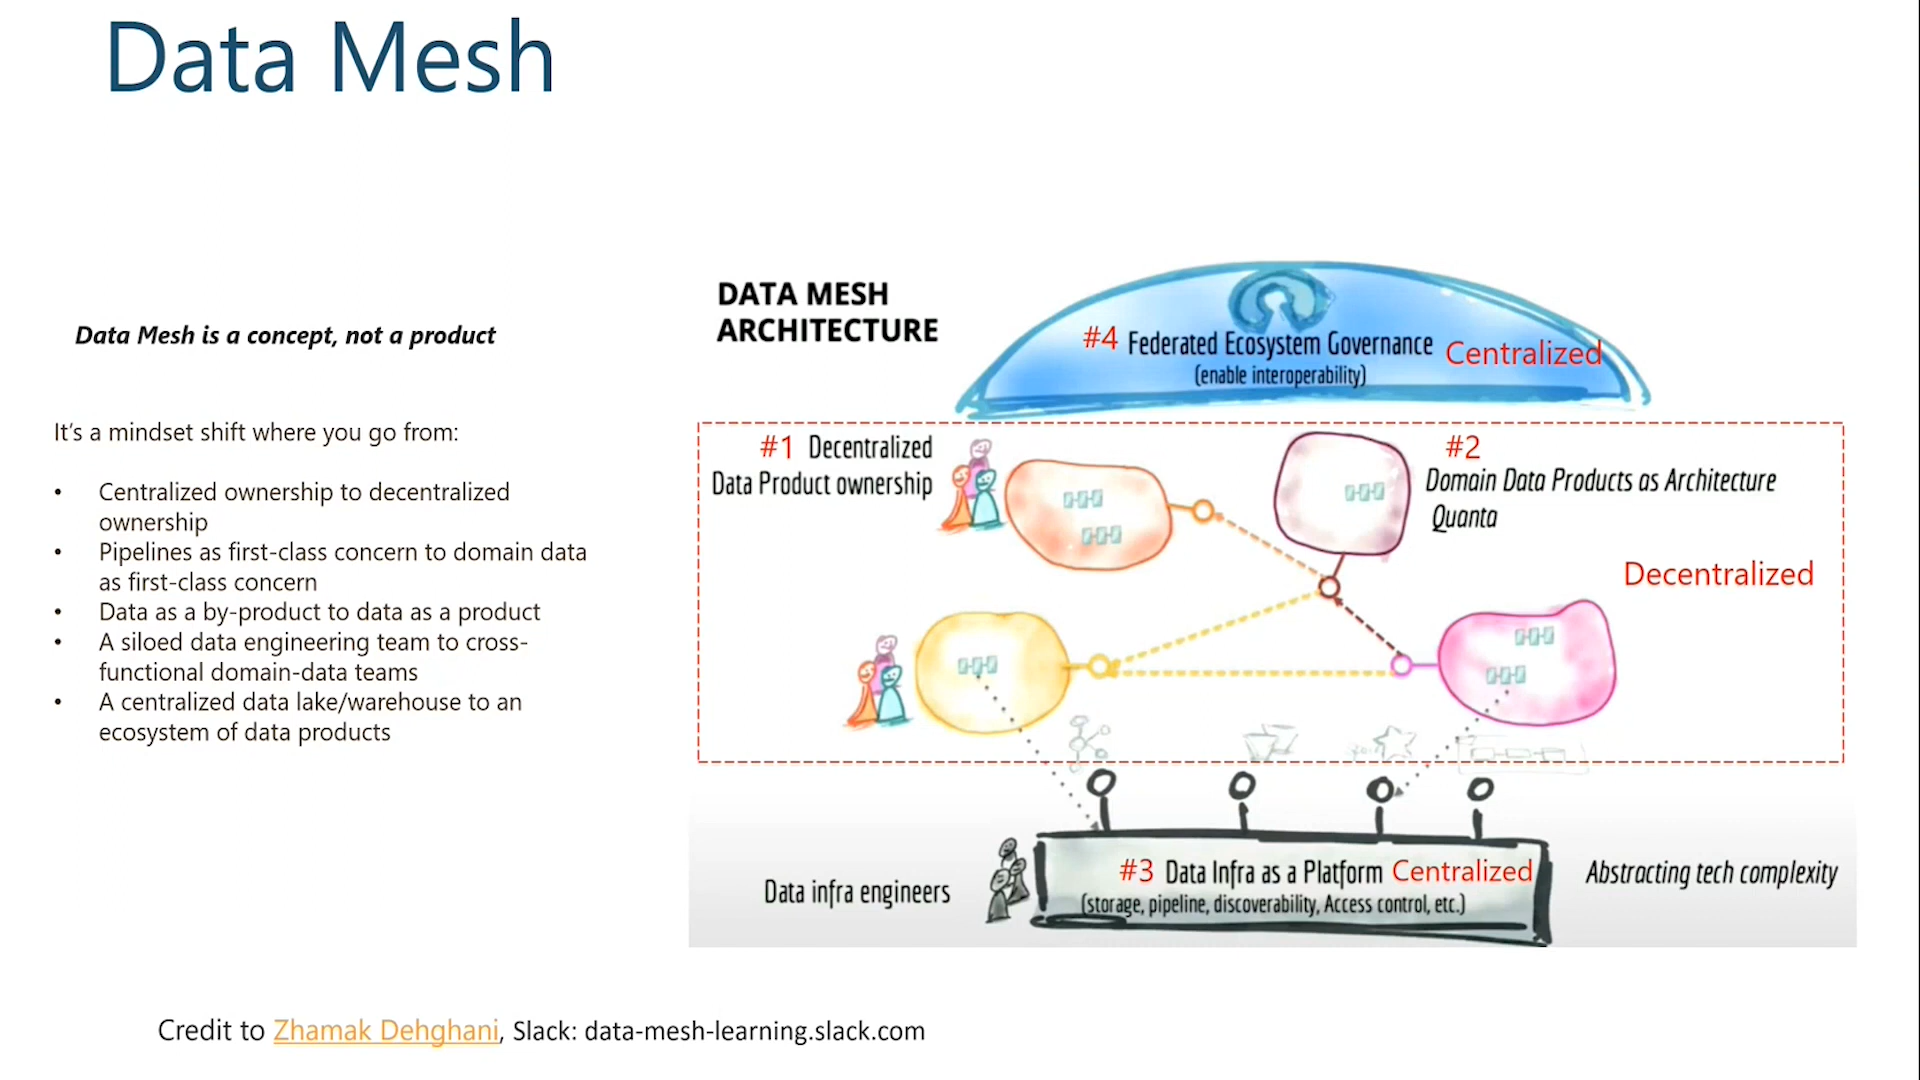 Data Mesh
Data Mesh is a concept, not a product
It's a mindset shift where you go from:
• Centralized ownership to decentralized
ownership
• Pipelines as first-class concern to domain data
as first-class concern
• Data as a by-product to data as a product
• A siloed data engineering team to cross-
functional domain-data teams
• A centralized data lake/warehouse to an
ecosystem of data products
DATA MESH
ARCHITECTURE
#4 Federated Ecosystem Governance Centralized
(enable interoperability)
#1 Decentralized
Data Product ownership
#2
Domain Data Products as Architecture
Quanta
Decentralized
Data infra engineers
#3 Data Infra as a Platform Centralized
(storage, pipeline, discoverability, Access control, etc.)
Abstracting tech complexity
Credit to Zhamak Dehghani, Slack: data-mesh-learning.slack.com